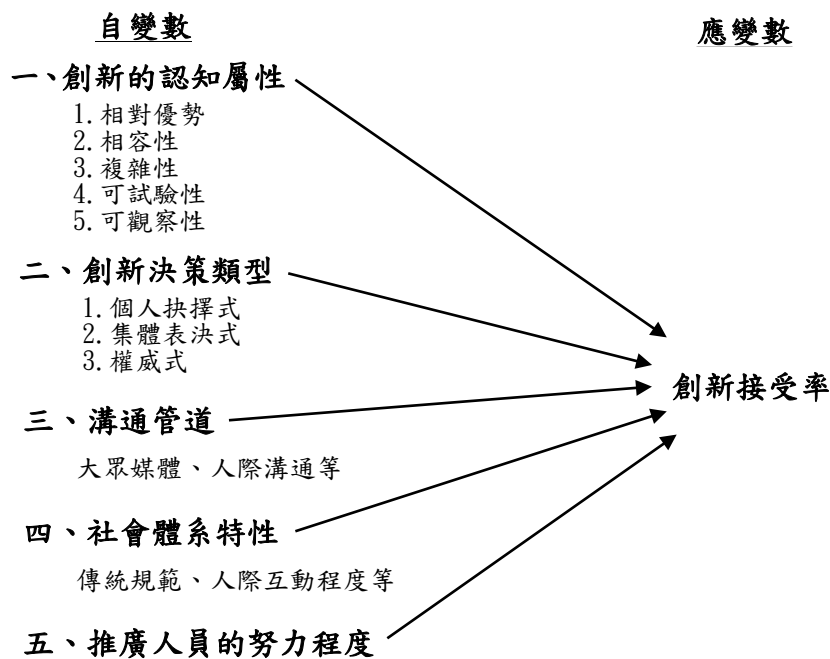 自變數
應變數
一、創新的認知屬性
1.相對優勢
2.相容性
3.複雜性
4.可試驗性
5.可觀察性
二、創新決策類型
1.個人抉擇式
2.集體表決式
3.權威式
創新接受率
三、溝通管道
大眾媒體、人際溝通等
四、社會體系特性
傳統規範、人際互動程度等
五、推廣人員的努力程度